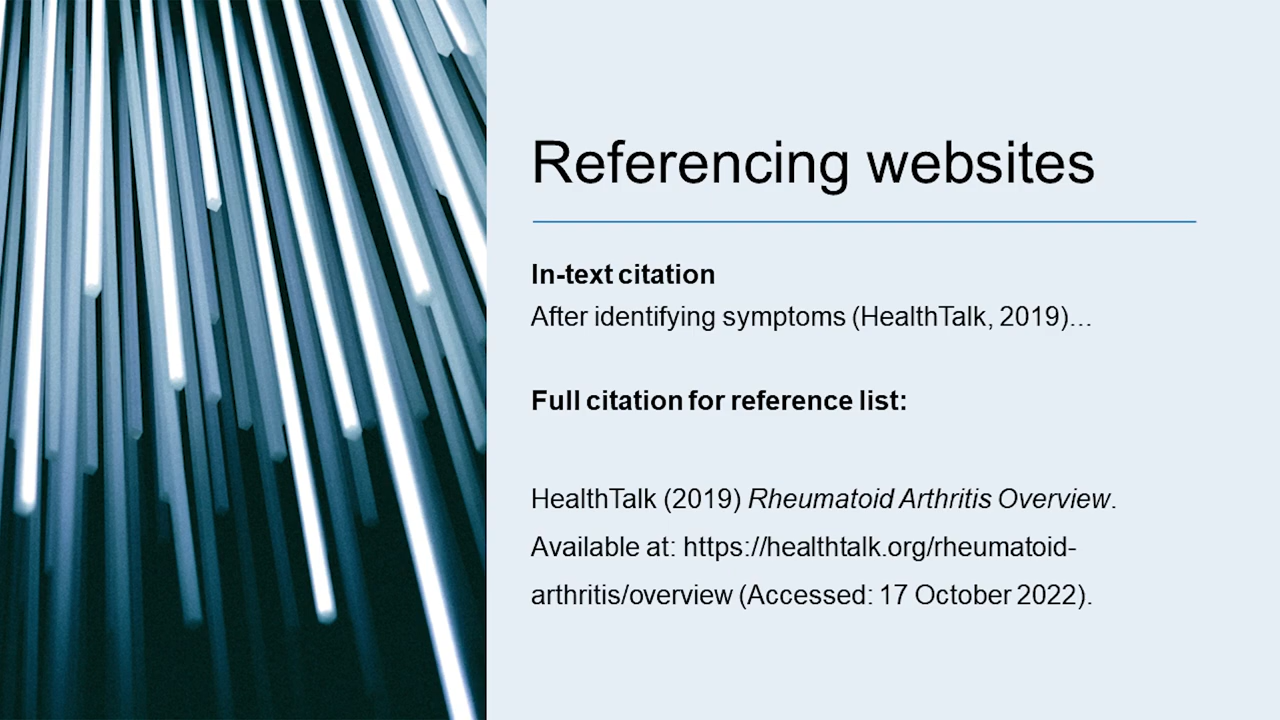 Referencing websites
In-text citation
After identifying symptoms (HealthTalk, 2019)…
Full citation for reference list:
HealthTalk (2019) Rheumatoid Arthritis Overview.
Available at: https://healthtalk.org/rheumatoid-
arthritis/overview (Accessed: 17 October 2022).